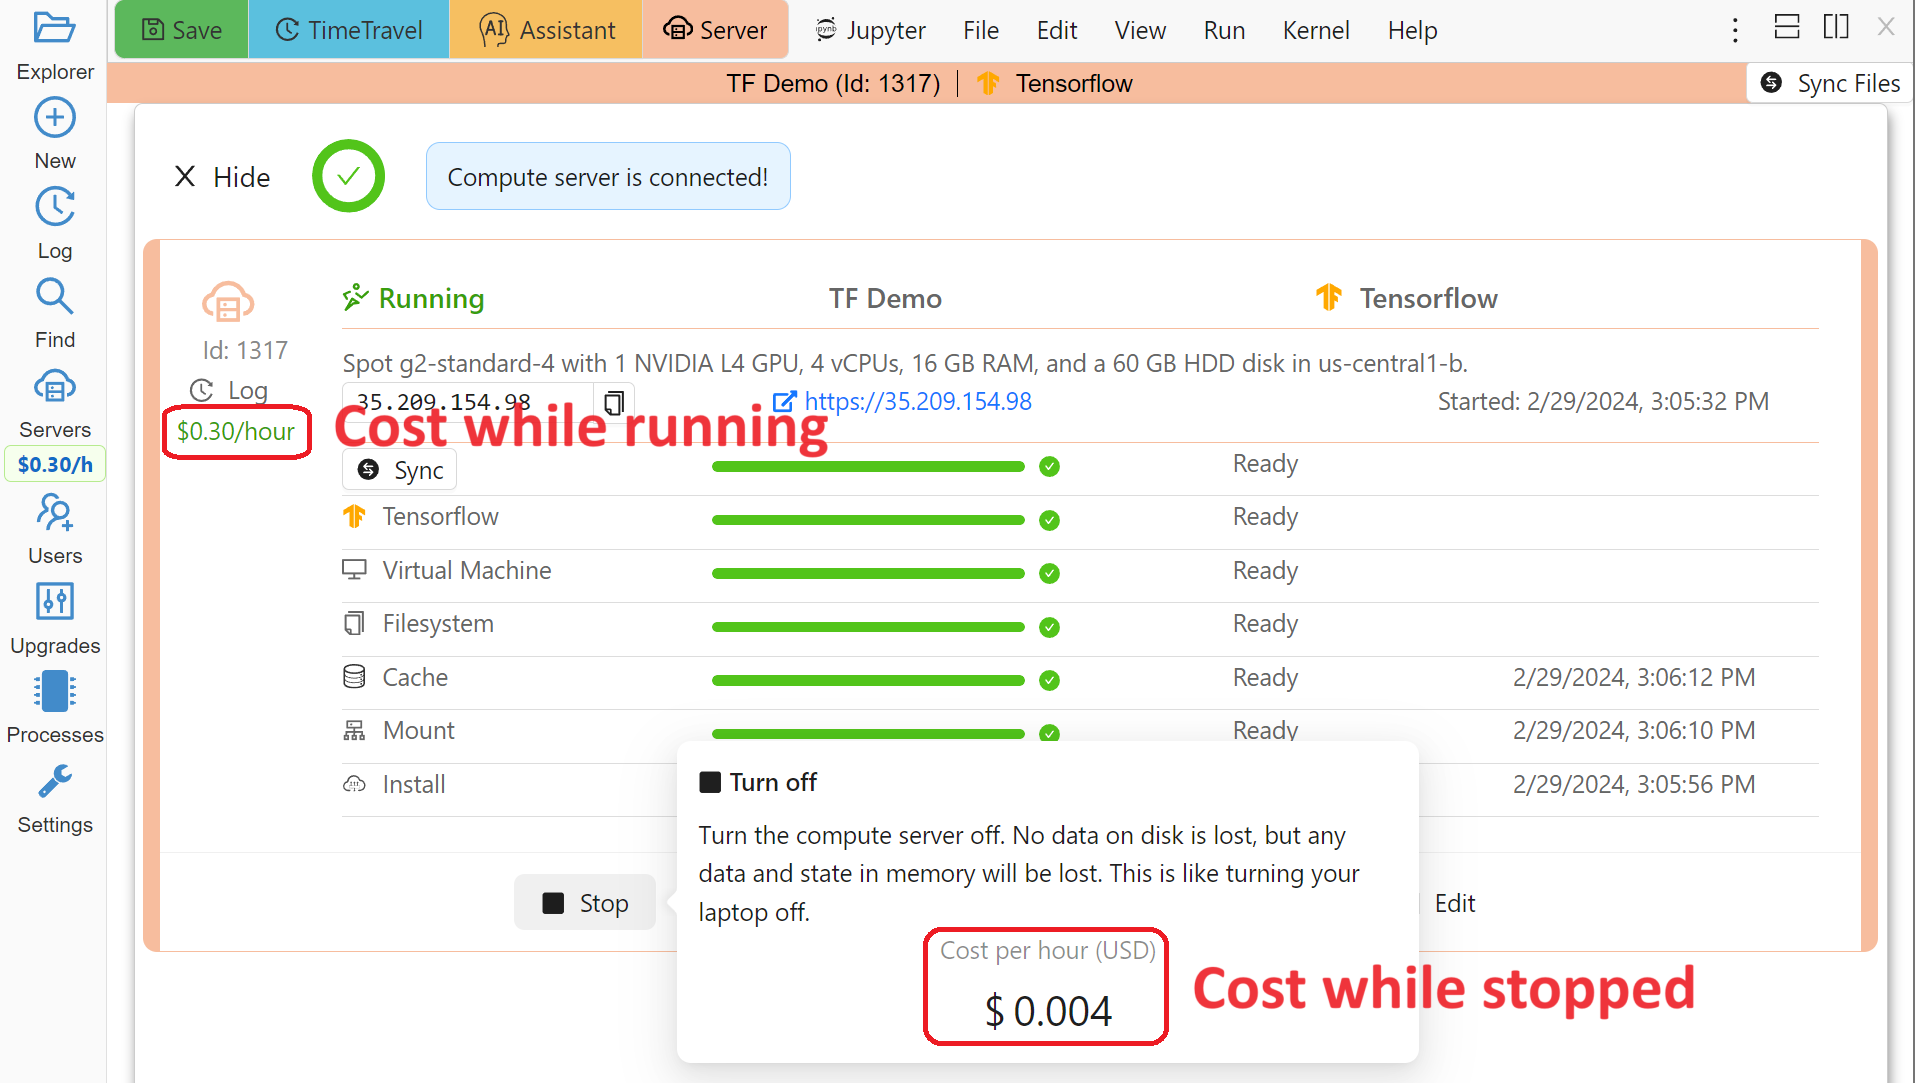 Save TimeTravel AI Assistant Server ipynb Jupyter File Edit View Run Kernel Help
TF Demo (Id: 1317) Tensorflow Sync Files
Explorer
New
Log
Find
Servers
$0.30/h
Users
Upgrades
Processes
Settings
Hide Compute server is connected!
Running TF Demo Tensorflow
Id: 1317
Log
$0.30/hour
Spot g2-standard-4 with 1 NVIDIA L4 GPU, 4 vCPUs, 16 GB RAM, and a 60 GB HDD disk in us-central1-b.
35.209.154.98 https://35.209.154.98 Started: 2/29/2024, 3:05:32 PM
Cost while running
Sync Ready
Tensorflow Ready
Virtual Machine Ready
Filesystem Ready
Cache Ready 2/29/2024, 3:06:12 PM
Mount Ready 2/29/2024, 3:06:10 PM
Install 2/29/2024, 3:05:56 PM
Stop Edit
Turn off
Turn the compute server off. No data on disk is lost, but any
data and state in memory will be lost. This is like turning your
laptop off.
Cost per hour (USD)
$ 0.004
Cost while stopped